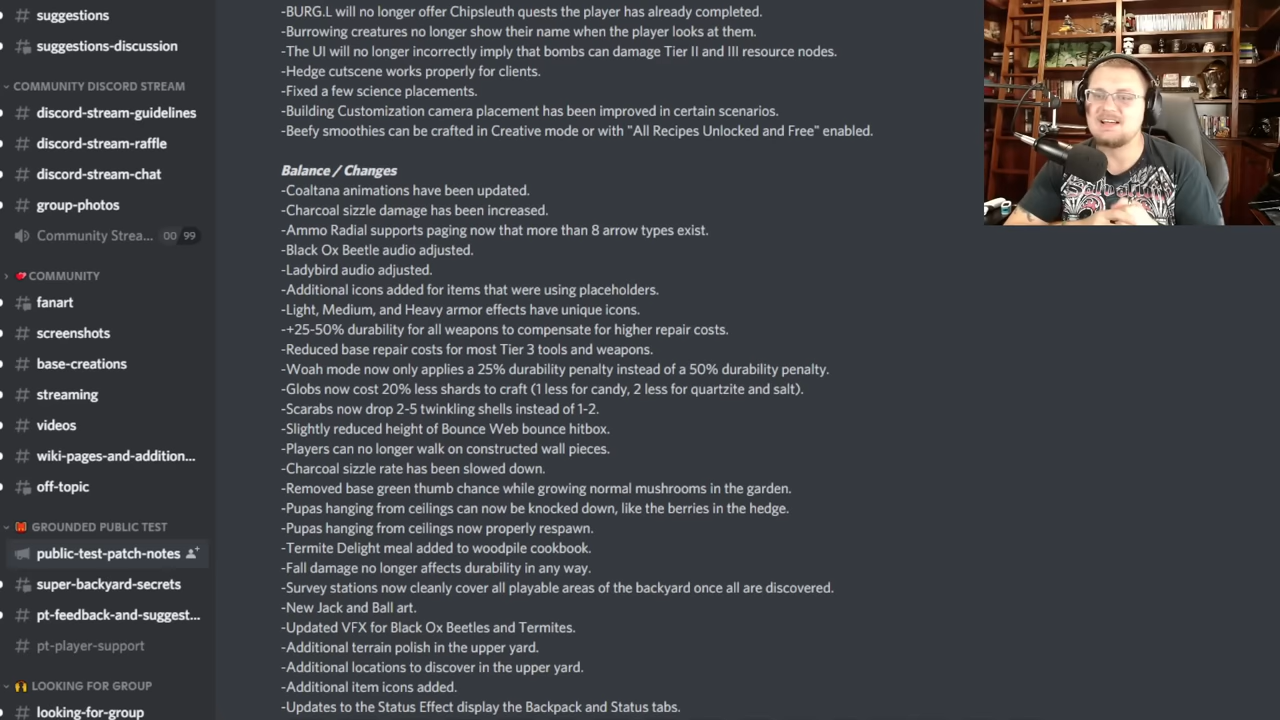 suggestions
suggestions-discussion
COMMUNITY DISCORD STREAM
discord-stream-guidelines
discord-stream-raffle
discord-stream-chat
group-photos
Community Strea... 00 99
COMMUNITY
fanart
screenshots
base-creations
streaming
videos
wiki-pages-and-addition...
off-topic
GROUNDED PUBLIC TEST
public-test-patch-notes
super-backyard-secrets
pt-feedback-and-suggest...
pt-player-support
LOOKING FOR GROUP
looking-for-group
-BURG.L will no longer offer Chipsleuth quests the player has already completed.
-Burrowing creatures no longer show their name when the player looks at them.
-The UI will no longer incorrectly imply that bombs can damage Tier II and III resource nodes.
-Hedge cutscene works properly for clients.
-Fixed a few science placements.
-Building Customization camera placement has been improved in certain scenarios.
-Beefy smoothies can be crafted in Creative mode or with "All Recipes Unlocked and Free" enabled.
Balance / Changes
-Coaltana animations have been updated.
-Charcoal sizzle damage has been increased.
-Ammo Radial supports paging now that more than 8 arrow types exist.
-Black Ox Beetle audio adjusted.
-Ladybird audio adjusted.
-Additional icons added for items that were using placeholders.
-Light, Medium, and Heavy armor effects have unique icons.
-+25-50% durability for all weapons to compensate for higher repair costs.
-Reduced base repair costs for most Tier 3 tools and weapons.
-Woah mode now only applies a 25% durability penalty instead of a 50% durability penalty.
-Globs now cost 20% less shards to craft (1 less for candy, 2 less for quartzite and salt).
-Scarabs now drop 2-5 twinkling shells instead of 1-2.
-Slightly reduced height of Bounce Web bounce hitbox.
-Players can no longer walk on constructed wall pieces.
-Charcoal sizzle rate has been slowed down.
-Removed base green thumb chance while growing normal mushrooms in the garden.
-Pupas hanging from ceilings can now be knocked down, like the berries in the hedge.
-Pupas hanging from ceilings now properly respawn.
-Termite Delight meal added to woodpile cookbook.
-Fall damage no longer affects durability in any way.
-Survey stations now cleanly cover all playable areas of the backyard once all are discovered.
-New Jack and Ball art.
-Updated VFX for Black Ox Beetles and Termites.
-Additional terrain polish in the upper yard.
-Additional locations to discover in the upper yard.
-Additional item icons added.
-Updates to the Status Effect display the Backpack and Status tabs.